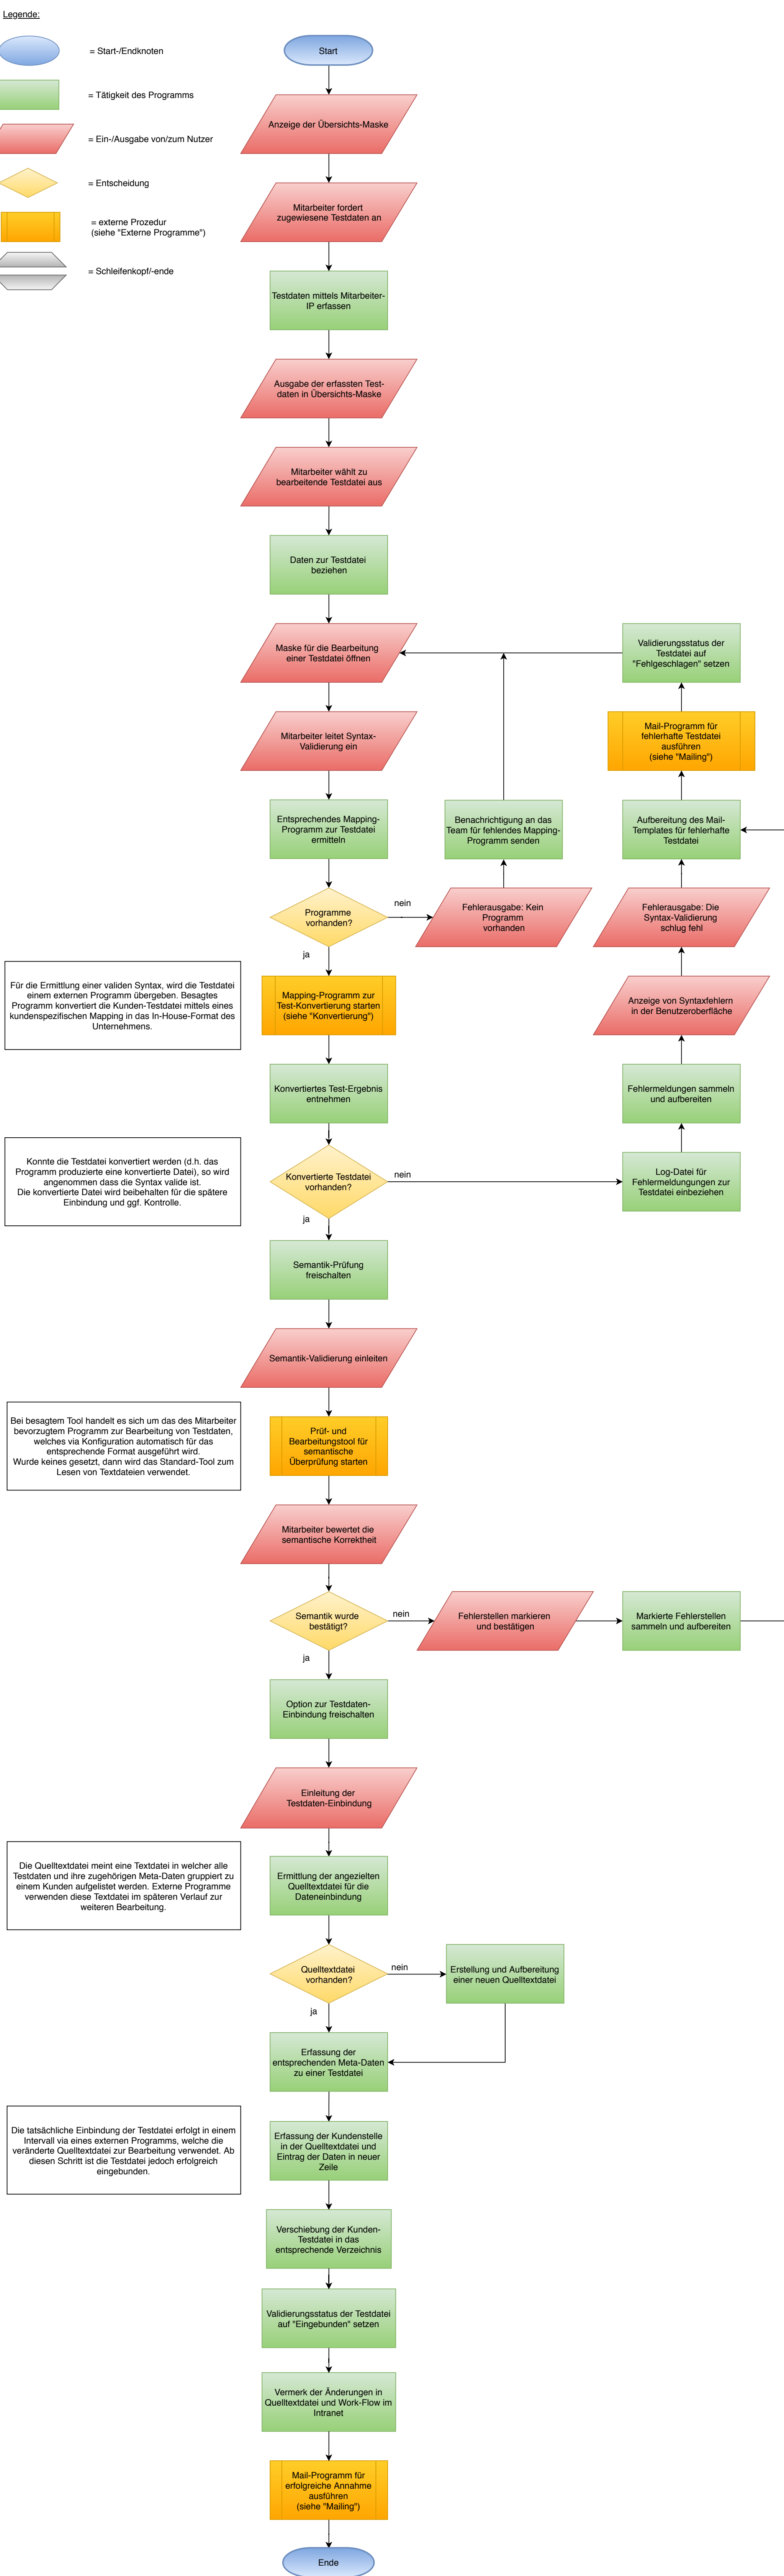 Legende:
= Start-/Endknoten
= Tätigkeit des Programms
= Ein-/Ausgabe von/zum Nutzer
= Entscheidung
= externe Prozedur
(siehe "Externe Programme")
= Schleifenkopf/-ende
Start
Anzeige der Übersichts-Maske
Mitarbeiter fordert
zugewiesene Testdaten an
Testdaten mittels Mitarbeiter-
IP erfassen
Ausgabe der erfassten Test-
daten in Übersichts-Maske
Mitarbeiter wählt zu
bearbeitende Testdatei aus
Daten zur Testdatei
beziehen
Maske für die Bearbeitung
einer Testdatei öffnen
Validierungsstatus der
Testdatei auf
"Fehlgeschlagen" setzen
Mitarbeiter leitet Syntax-
Validierung ein
Mail-Programm für
fehlerhafte Testdatei
ausführen
(siehe "Mailing")
Entsprechendes Mapping-
Programm zur Testdatei
ermitteln
Benachrichtigung an das
Team für fehlendes Mapping-
Programm senden
Aufbereitung des Mail-
Templates für fehlerhafte
Testdatei
Programme
vorhanden?
nein
ja
Fehlerausgabe: Kein
Programm
vorhanden
Fehlerausgabe: Die
Syntax-Validierung
schlug fehl
Für die Ermittlung einer validen Syntax, wird die Testdatei
einem externen Programm übergeben. Besagtes
Programm konvertiert die Kunden-Testdatei mittels eines
kundenspezifischen Mapping in das In-House-Format des
Unternehmens.
Mapping-Programm zur
Test-Konvertierung starten
(siehe "Konvertierung")
Anzeige von Syntaxfehlern
in der Benutzeroberfläche
Konvertiertes Test-Ergebnis
entnehmen
Fehlermeldungen sammeln
und aufbereiten
Konnte die Testdatei konvertiert werden (d.h. das
Programm produzierte eine konvertierte Datei), so wird
angenommen dass die Syntax valide ist.
Die konvertierte Datei wird beibehalten für die spätere
Einbindung und ggf. Kontrolle.
Konvertierte Testdatei
vorhanden?
nein
ja
Log-Datei für
Fehlermeldungungen zur
Testdatei einbeziehen
Semantik-Prüfung
freischalten
Semantik-Validierung einleiten
Bei besagtem Tool handelt es sich um das des Mitarbeiter
bevorzugtem Programm zur Bearbeitung von Testdaten,
welches via Konfiguration automatisch für das
entsprechende Format ausgeführt wird.
Wurde keines gesetzt, dann wird das Standard-Tool zum
Lesen von Textdateien verwendet.
Prüf- und
Bearbeitungstool für
semantische
Überprüfung starten
Mitarbeiter bewertet die
semantische Korrektheit
Semantik wurde
bestätigt?
nein
ja
Fehlerstellen markieren
und bestätigen
Markierte Fehlerstellen
sammeln und aufbereiten
Option zur Testdaten-
Einbindung freischalten
Einleitung der
Testdaten-Einbindung
Die Quelltextdatei meint eine Textdatei in welcher alle
Testdaten und ihre zugehörigen Meta-Daten gruppiert zu
einem Kunden aufgelistet werden. Externe Programme
verwenden diese Textdatei im späteren Verlauf zur
weiteren Bearbeitung.
Ermittlung der angezielten
Quelltextdatei für die
Dateneinbindung
Quelltextdatei
vorhanden?
nein
ja
Erstellung und Aufbereitung
einer neuen Quelltextdatei
Erfassung der
entsprechenden Meta-Daten
zu einer Testdatei
Die tatsächliche Einbindung der Testdatei erfolgt in einem
Intervall via eines externen Programms, welche die
veränderte Quelltextdatei zur Bearbeitung verwendet. Ab
diesen Schritt ist die Testdatei jedoch erfolgreich
eingebunden.
Erfassung der Kundenstelle
in der Quelltextdatei und
Eintrag der Daten in neuer
Zeile
Verschiebung der Kunden-
Testdatei in das
entsprechende Verzeichnis
Validierungsstatus der Testdatei
auf "Eingebunden" setzen
Vermerk der Änderungen in
Quelltextdatei und Work-Flow im
Intranet
Mail-Programm für
erfolgreiche Annahme
ausführen
(siehe "Mailing")
Ende